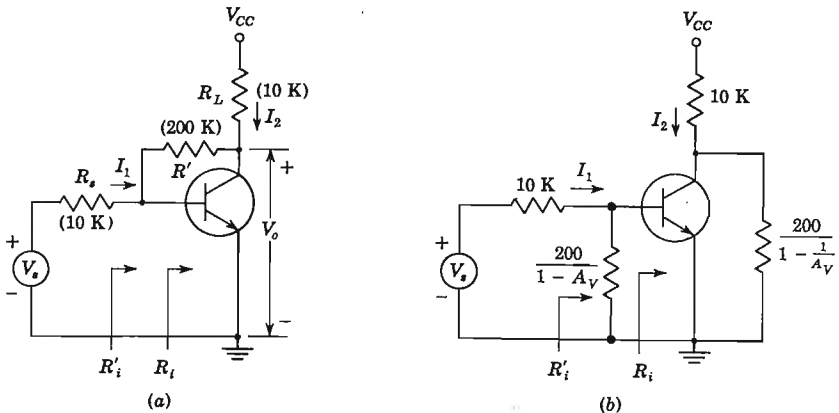 V_CC
R_L (10 K)
I_2
(200 K)
R'
+
I_1
R_s
(10 K)
+
V_s
−
V_o
−
R'_i
R_i
(a)
V_CC
10 K
I_2
I_1
10 K
+
V_s
−
200
1 − A_V
200
1 − 1/A_V
R'_i
R_i
(b)